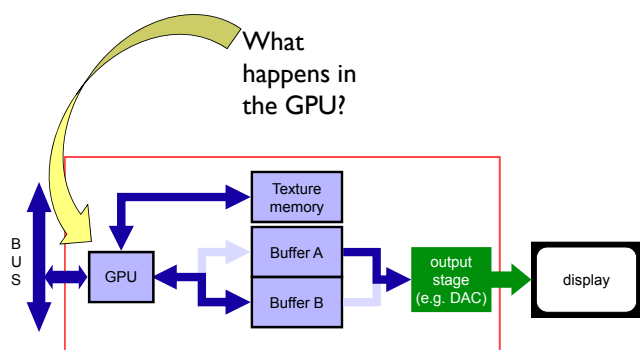 What
happens in
the GPU?
Texture
memory
B
U
S
GPU
Buffer A
Buffer B
output
stage
(e.g. DAC)
display